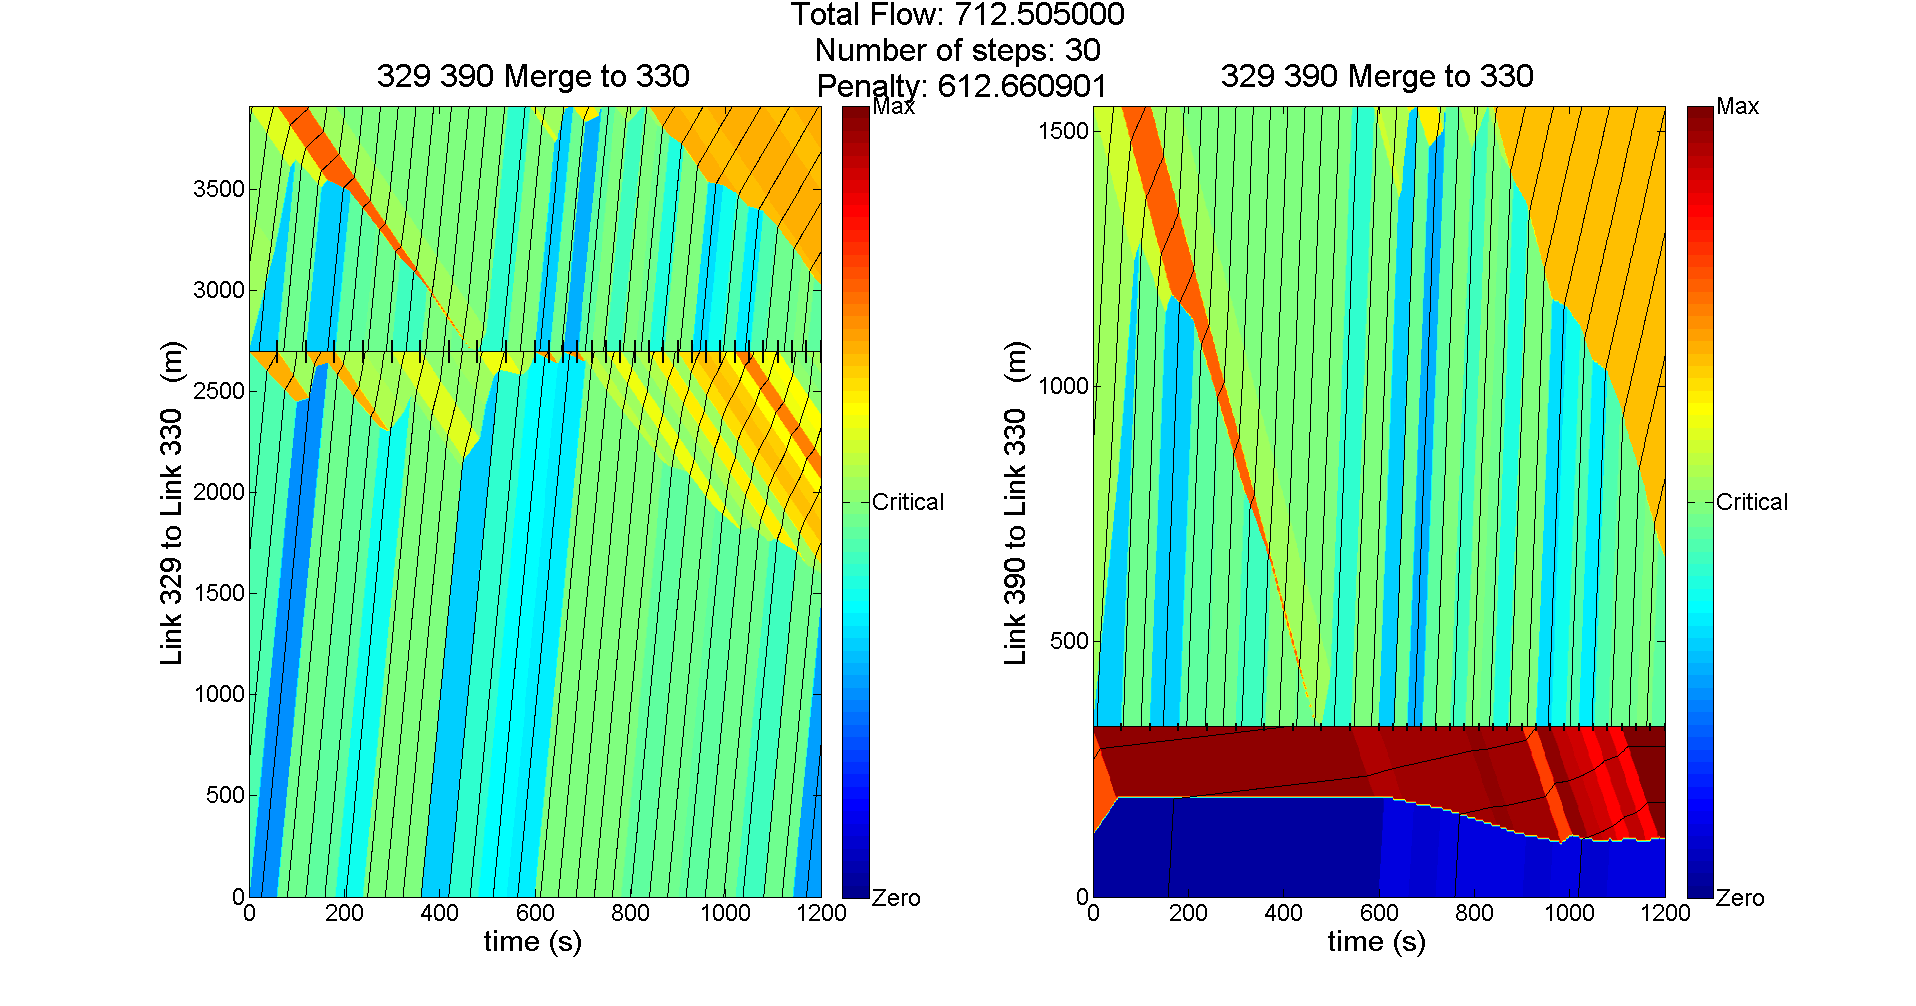 Total Flow: 712.505000
Number of steps: 30
Penalty: 612.660901
329 390 Merge to 330
Link 329 to Link 330 (m)
3500
3000
2500
2000
1500
1000
500
0
0 200 400 600 800 1000 1200
time (s)
Max
Critical
Zero
329 390 Merge to 330
Link 390 to Link 330 (m)
1500
1000
500
0
0 200 400 600 800 1000 1200
time (s)
Max
Critical
Zero